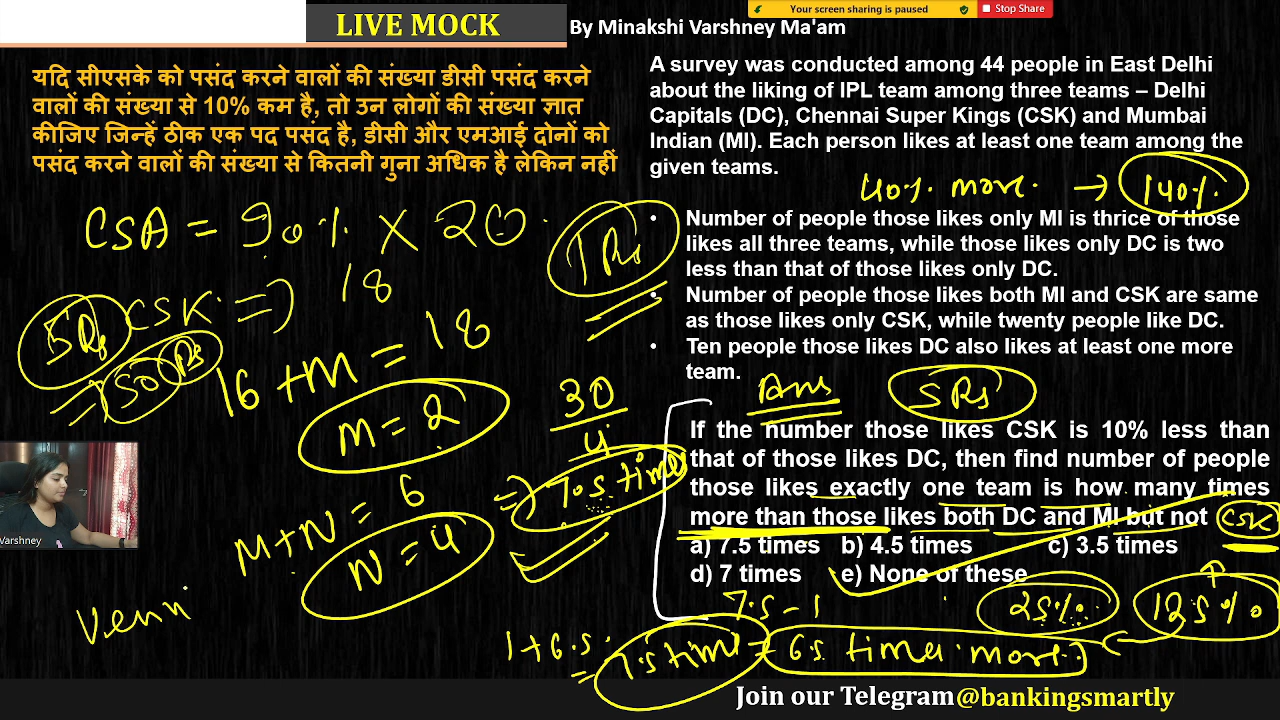 Your screen sharing is paused
Stop Share
LIVE MOCK
By Minakshi Varshney Ma'am
यदि सीएसके को पसंद करने वालों की संख्या डीसी पसंद करने
वालों की संख्या से 10% कम है, तो उन लोगों की संख्या ज्ञात
कीजिए जिन्हें ठीक एक पद पसंद है, डीसी और एमआई दोनों को
पसंद करने वालों की संख्या से कितनी गुना अधिक है लेकिन नहीं
CSA = 90% × 20
CSK => 18
5Rs
50 Rs
1Rs
16 + M = 18
M = 2
M + N = 6
N = 4
30
4
=> 7.5 times
Venn
Varshney
A survey was conducted among 44 people in East Delhi
about the liking of IPL team among three teams – Delhi
Capitals (DC), Chennai Super Kings (CSK) and Mumbai
Indian (MI). Each person likes at least one team among the
given teams.
40% more → 140%
• Number of people those likes only MI is thrice of those
likes all three teams, while those likes only DC is two
less than that of those likes only DC.
• Number of people those likes both MI and CSK are same
as those likes only CSK, while twenty people like DC.
• Ten people those likes DC also likes at least one more
team.
Ans
5Rs
If the number those likes CSK is 10% less than
that of those likes DC, then find number of people
those likes exactly one team is how many times
more than those likes both DC and MI but not CSK
a) 7.5 times b) 4.5 times c) 3.5 times
d) 7 times e) None of these
7.5 - 1
25%
125%
1 + 6.5
= 7.5 time = 6.5 times more
Join our Telegram@bankingsmartly